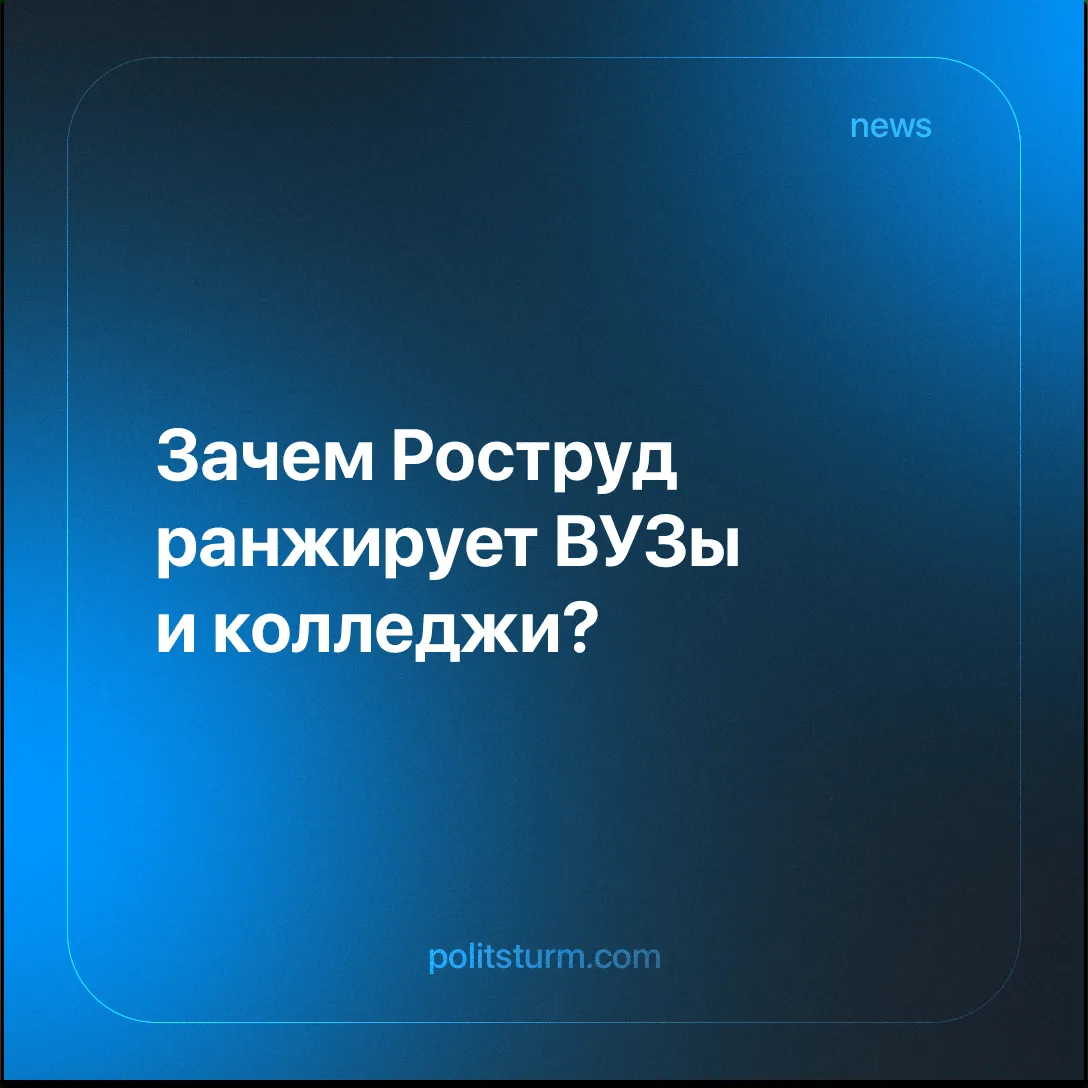 news
Зачем Роструд
ранжирует ВУЗы
и колледжи?
politsturm.com